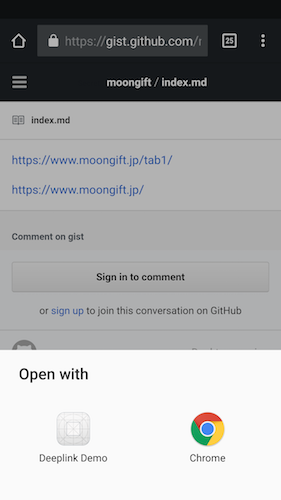 https://gist.github.com/
25
moongift / index.md
index.md
https://www.moongift.jp/tab1/
https://www.moongift.jp/
Comment on gist
Sign in to comment
or sign up to join this conversation on GitHub
Open with
Deeplink Demo
Chrome